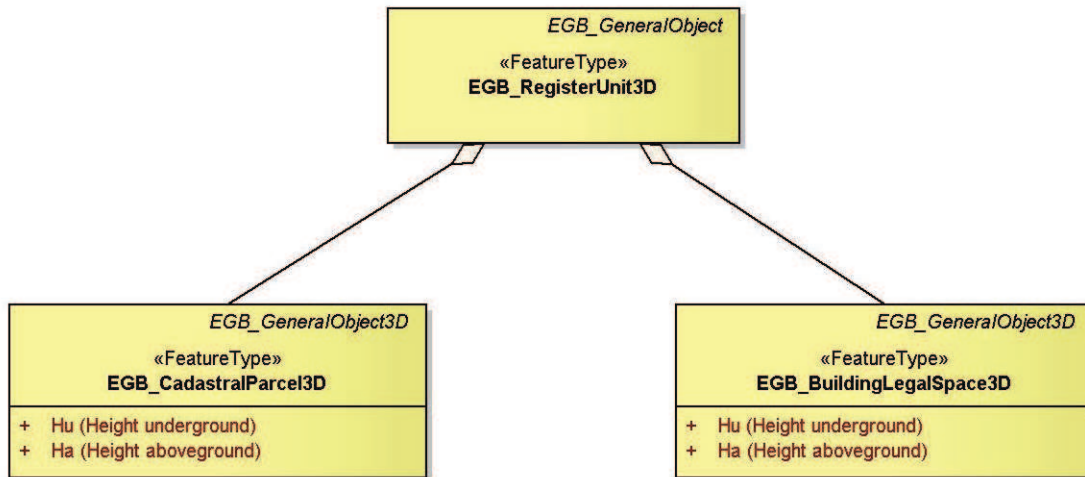 EGB_GeneralObject
«FeatureType»
EGB_RegisterUnit3D
EGB_GeneralObject3D
«FeatureType»
EGB_CadastralParcel3D
+ Hu (Height underground)
+ Ha (Height aboveground)
EGB_GeneralObject3D
«FeatureType»
EGB_BuildingLegalSpace3D
+ Hu (Height underground)
+ Ha (Height aboveground)